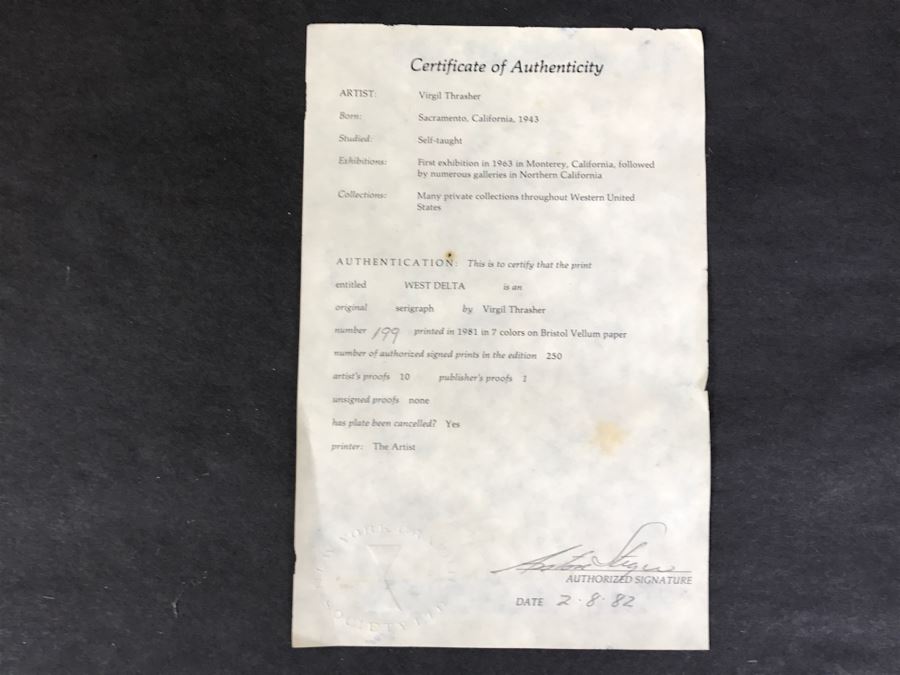 Certificate of Authenticity
ARTIST: Virgil Thrasher
Born: Sacramento, California, 1943
Studied: Self-taught
Exhibitions: First exhibition in 1963 in Monterey, California, followed
by numerous galleries in Northern California
Collections: Many private collections throughout Western United
States
AUTHENTICATION: This is to certify that the print
entitled WEST DELTA is an
original serigraph by Virgil Thrasher
number 199 printed in 1981 in 7 colors on Bristol Vellum paper
number of authorized signed prints in the edition 250
artist's proofs 10 publisher's proofs 1
unsigned proofs none
has plate been cancelled? Yes
printer: The Artist
YORK GRA
SOCIETY LTD
AUTHORIZED SIGNATURE
DATE 2·8·82